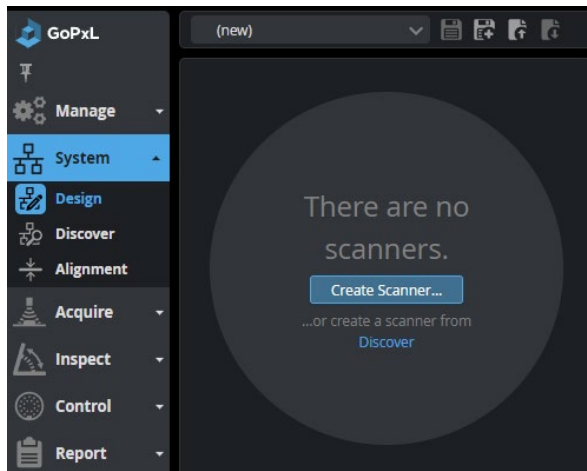 GoPxL
(new)
Manage
System
Design
Discover
Alignment
Acquire
Inspect
Control
Report
There are no
scanners.
Create Scanner...
...or create a scanner from
Discover